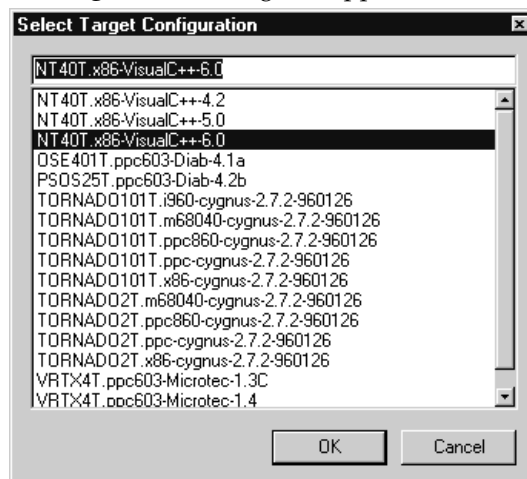 Select Target Configuration
NT40T.x86-VisualC++-6.0
NT40T.x86-VisualC++-4.2
NT40T.x86-VisualC++-5.0
NT40T.x86-VisualC++-6.0
OSE401T.ppc603-Diab-4.1a
PSOS25T.ppc603-Diab-4.2b
TORNADO101T.i960-cygnus-2.7.2-960126
TORNADO101T.m68040-cygnus-2.7.2-960126
TORNADO101T.ppc860-cygnus-2.7.2-960126
TORNADO101T.ppc-cygnus-2.7.2-960126
TORNADO101T.x86-cygnus-2.7.2-960126
TORNADO2T.m68040-cygnus-2.7.2-960126
TORNADO2T.ppc860-cygnus-2.7.2-960126
TORNADO2T.ppc-cygnus-2.7.2-960126
TORNADO2T.x86-cygnus-2.7.2-960126
VRTX4T.ppc603-Microtec-1.3C
VRTX4T.ppc603-Microtec-1.4
OK Cancel